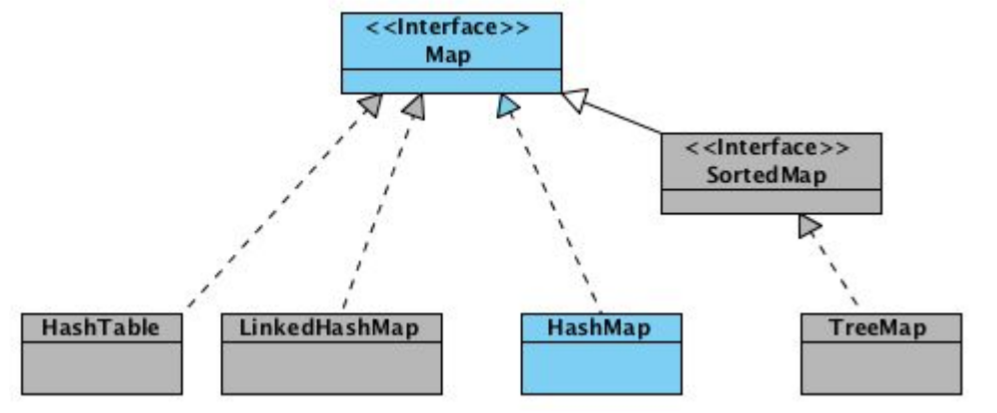 <<Interface>>
Map
<<Interface>>
SortedMap
HashTable
LinkedHashMap
HashMap
TreeMap